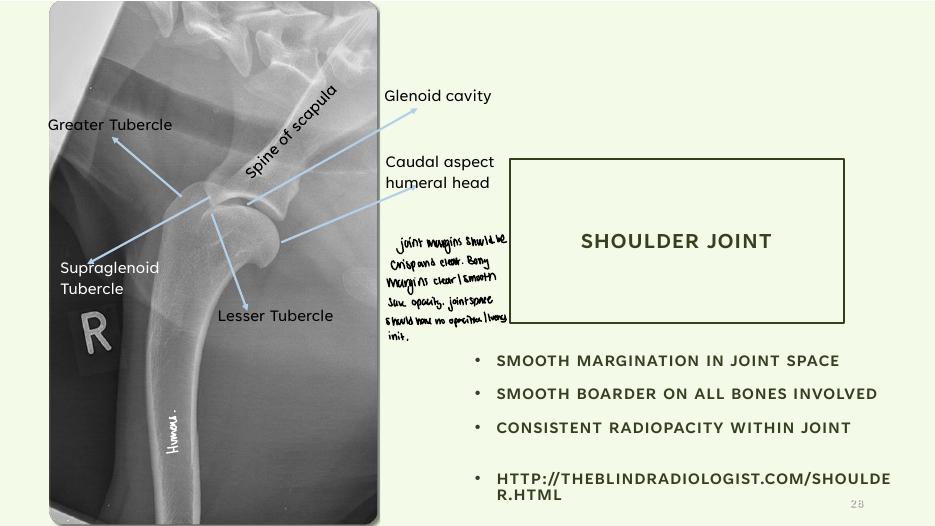 Greater Tubercle
Spine of scapula
Glenoid cavity
Caudal aspect
humeral head
Supraglenoid
Tubercle
Lesser Tubercle
R
Humerus.
joint margins should be
crisp and clear. Bony
margins clear/smooth
same opacity. joint space
should have no opacities/
init.
SHOULDER JOINT
• SMOOTH MARGINATION IN JOINT SPACE
• SMOOTH BOARDER ON ALL BONES INVOLVED
• CONSISTENT RADIOPACITY WITHIN JOINT
• HTTP://THEBLINDRADIOLOGIST.COM/SHOULDE
R.HTML
28